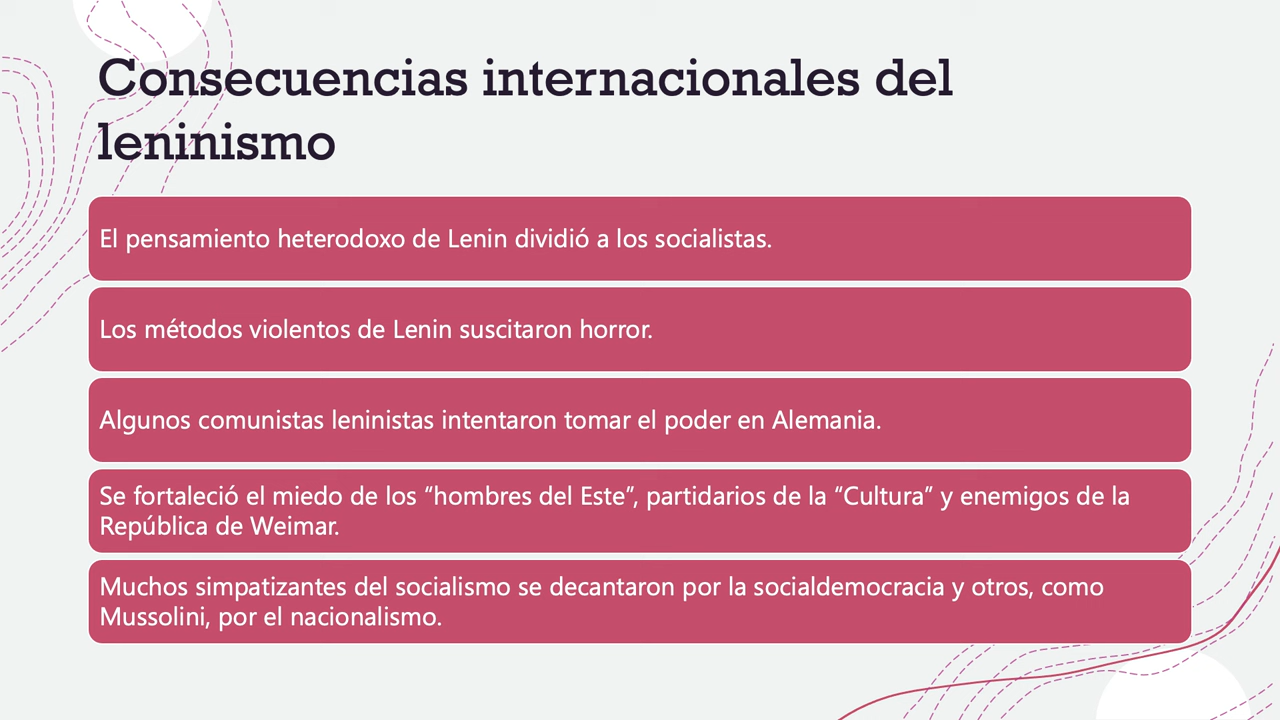 Consecuencias internacionales del
leninismo
El pensamiento heterodoxo de Lenin dividió a los socialistas.
Los métodos violentos de Lenin suscitaron horror.
Algunos comunistas leninistas intentaron tomar el poder en Alemania.
Se fortaleció el miedo de los “hombres del Este”, partidarios de la “Cultura” y enemigos de la
República de Weimar.
Muchos simpatizantes del socialismo se decantaron por la socialdemocracia y otros, como
Mussolini, por el nacionalismo.